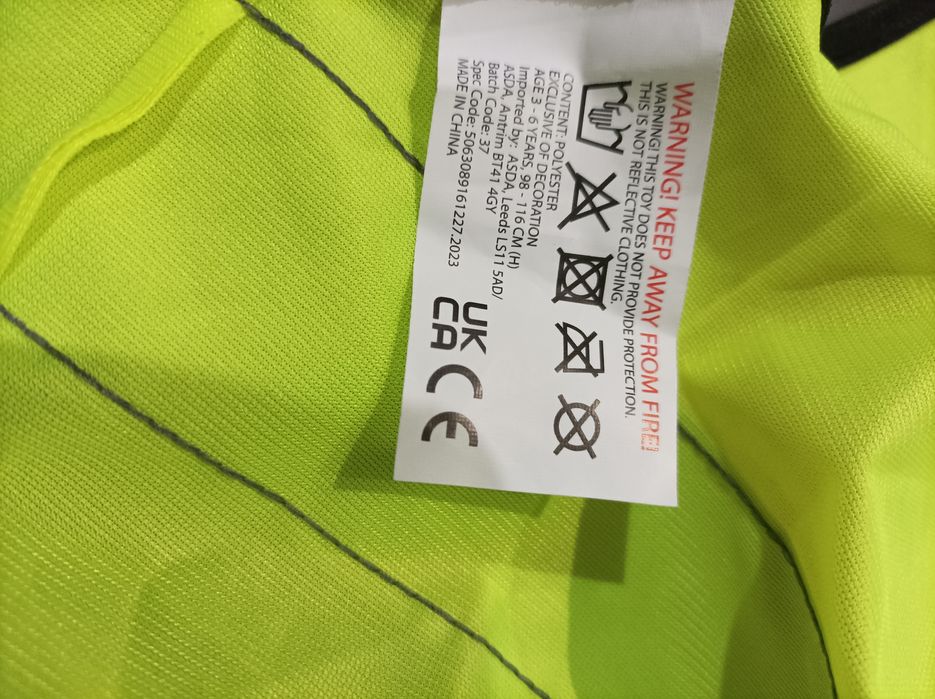 WARNING! KEEP AWAY FROM FIRE!
WARNING! THIS TOY DOES NOT PROVIDE PROTECTION.
THIS IS NOT REFLECTIVE CLOTHING.
CONTENT: POLYESTER
EXCLUSIVE OF DECORATION
AGE 3 - 6 YEARS, 98 - 116 CM (H)
Imported by: ASDA, Leeds LS11 5AD/
ASDA, Antrim BT41 4GY
Batch Code: 37
Spec Code: 5063089161227.2023
MADE IN CHINA
UK
CA
CE